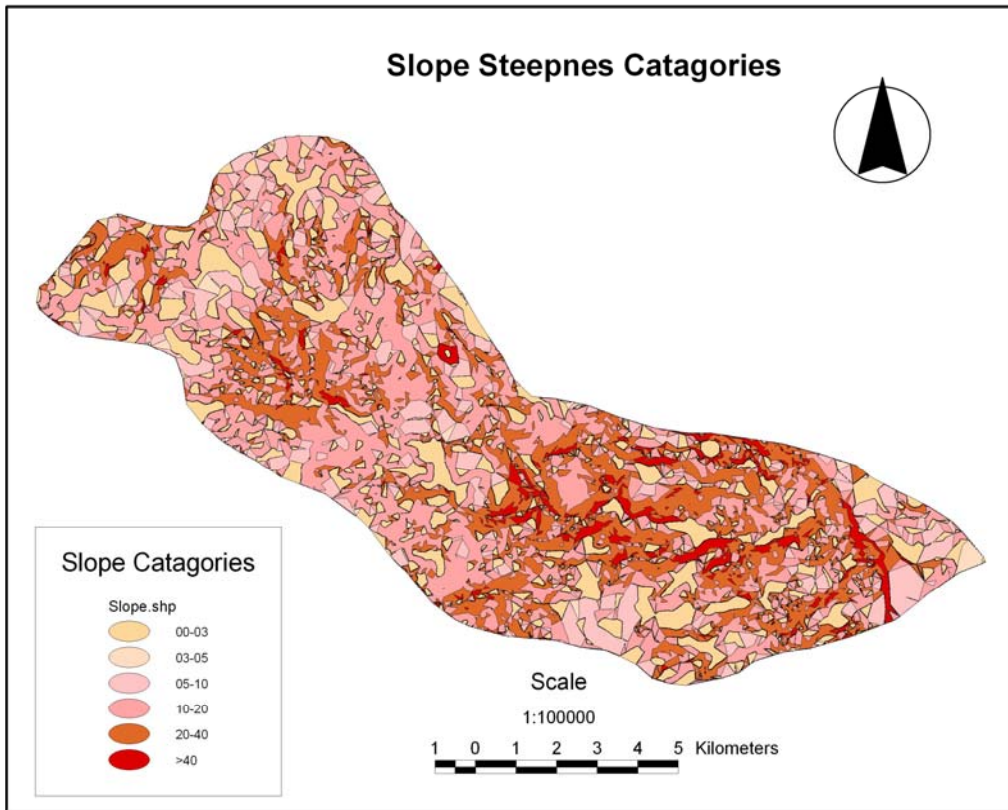 Slope Steepnes Catagories
Slope Catagories
Slope.shp
00-03
03-05
05-10
10-20
20-40
>40
Scale
1:100000
1 0 1 2 3 4 5 Kilometers